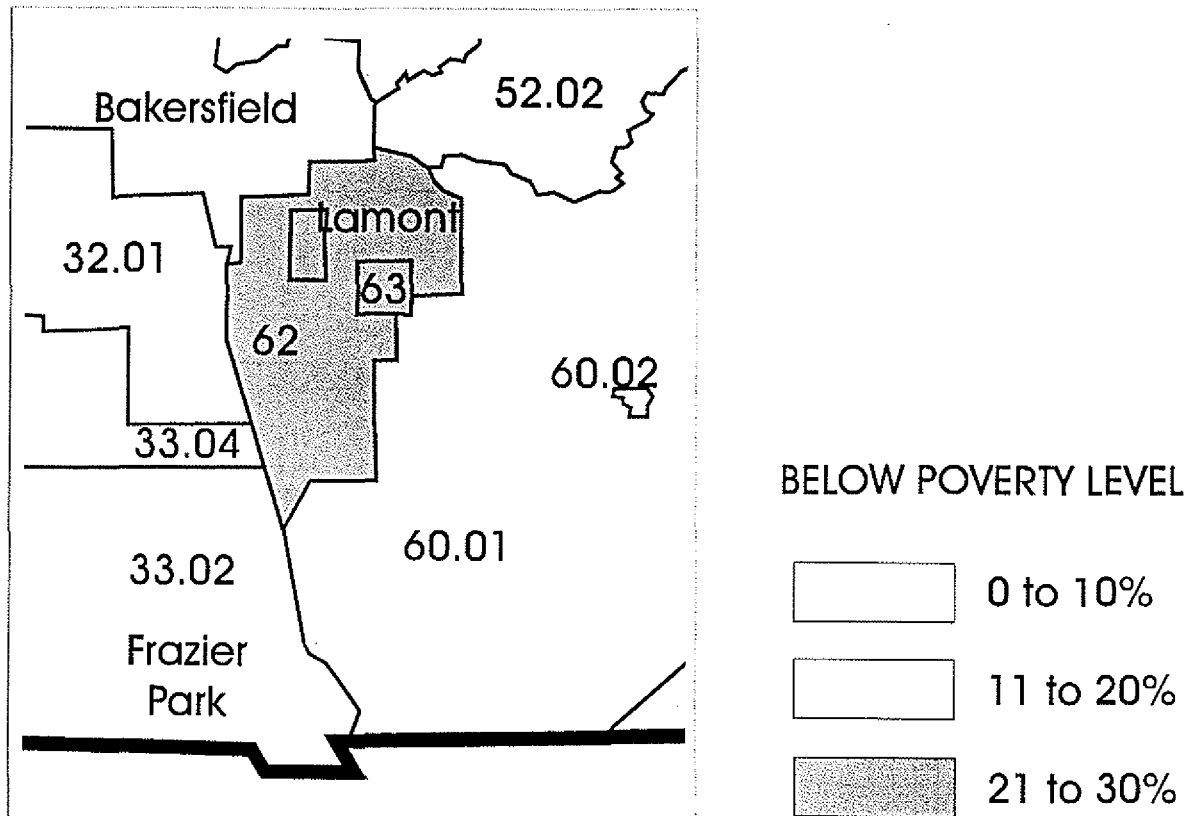 52.02
Bakersfield
Lamont
32.01
63
62
60.02
33.04
60.01
33.02
Frazier
Park
BELOW POVERTY LEVEL
0 to 10%
11 to 20%
21 to 30%